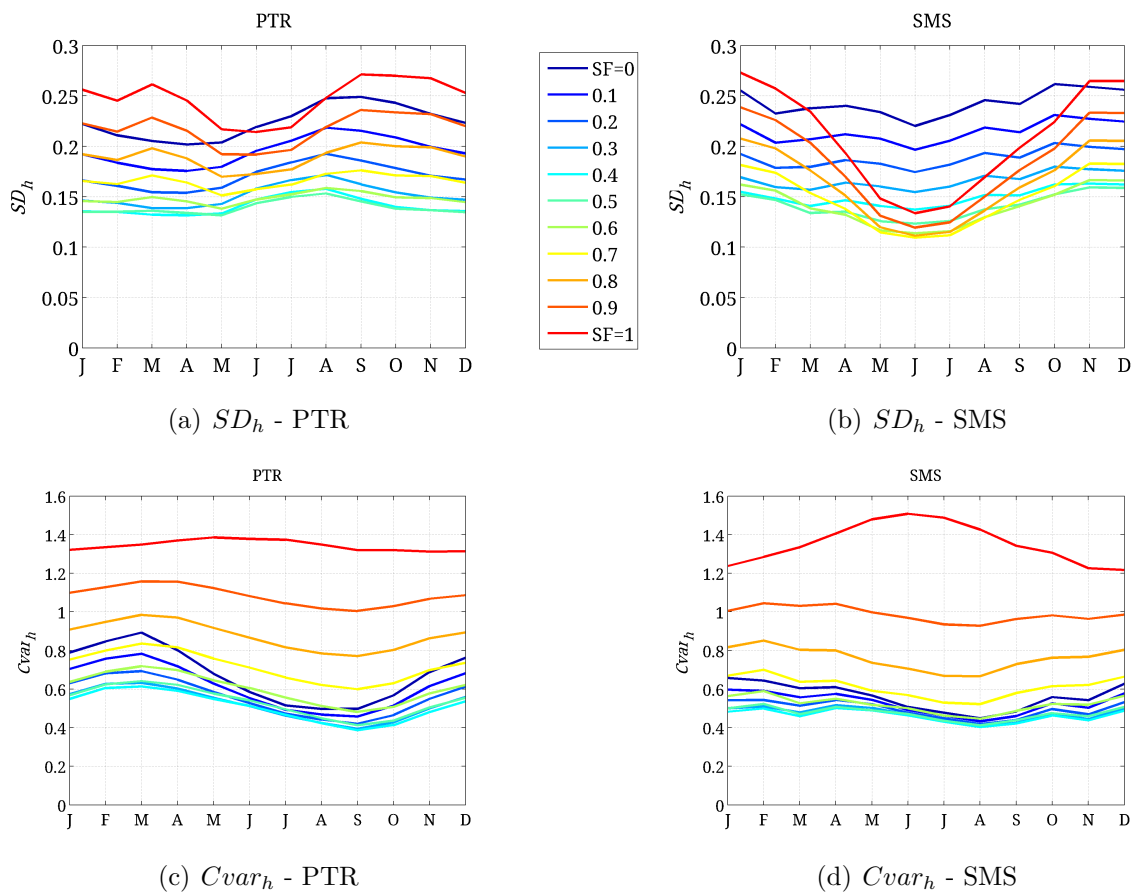 PTR
SD_h
0.3
0.25
0.2
0.15
0.1
0.05
0
J F M A M J J A S O N D
(a) SD_h - PTR
SF=0
0.1
0.2
0.3
0.4
0.5
0.6
0.7
0.8
0.9
SF=1
SMS
SD_h
0.3
0.25
0.2
0.15
0.1
0.05
0
J F M A M J J A S O N D
(b) SD_h - SMS
PTR
Cvar_h
1.6
1.4
1.2
1
0.8
0.6
0.4
0.2
0
J F M A M J J A S O N D
(c) Cvar_h - PTR
SMS
Cvar_h
1.6
1.4
1.2
1
0.8
0.6
0.4
0.2
0
J F M A M J J A S O N D
(d) Cvar_h - SMS